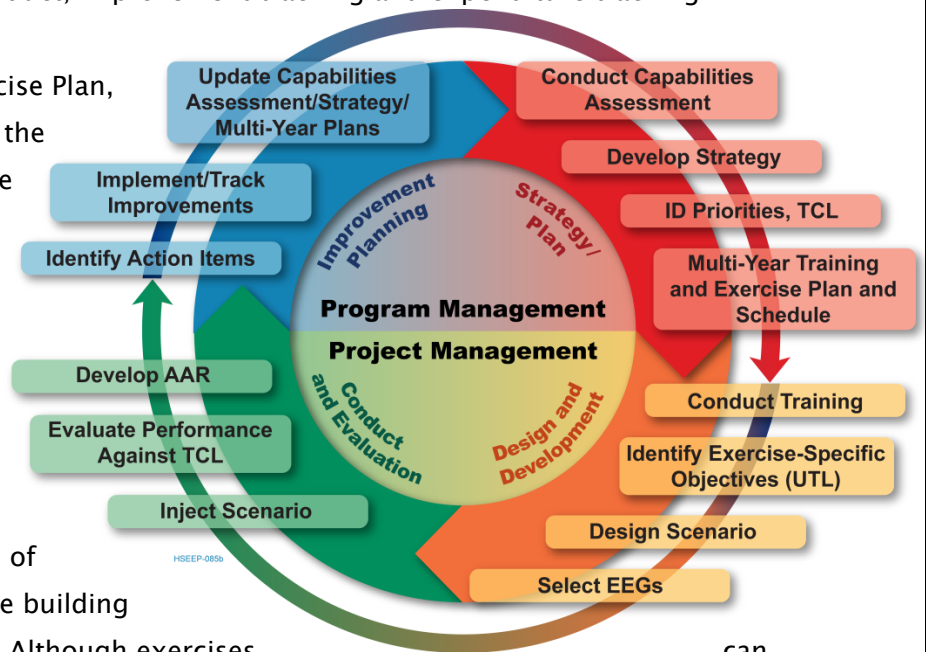 cise Plan,
the
e
Update Capabilities
Assessment/Strategy/
Multi-Year Plans
Conduct Capabilities
Assessment
Develop Strategy
Implement/Track
Improvements
ID Priorities, TCL
Identify Action Items
Multi-Year Training
and Exercise Plan and
Schedule
Improvement
Planning
Strategy/
Plan
Program Management
Project Management
Conduct
and Evaluation
Design and
Development
Develop AAR
Conduct Training
Evaluate Performance
Against TCL
Identify Exercise-Specific
Objectives (UTL)
Inject Scenario
Design Scenario
HSEEP-085b
Select EEGs
of
e building
Although exercises can